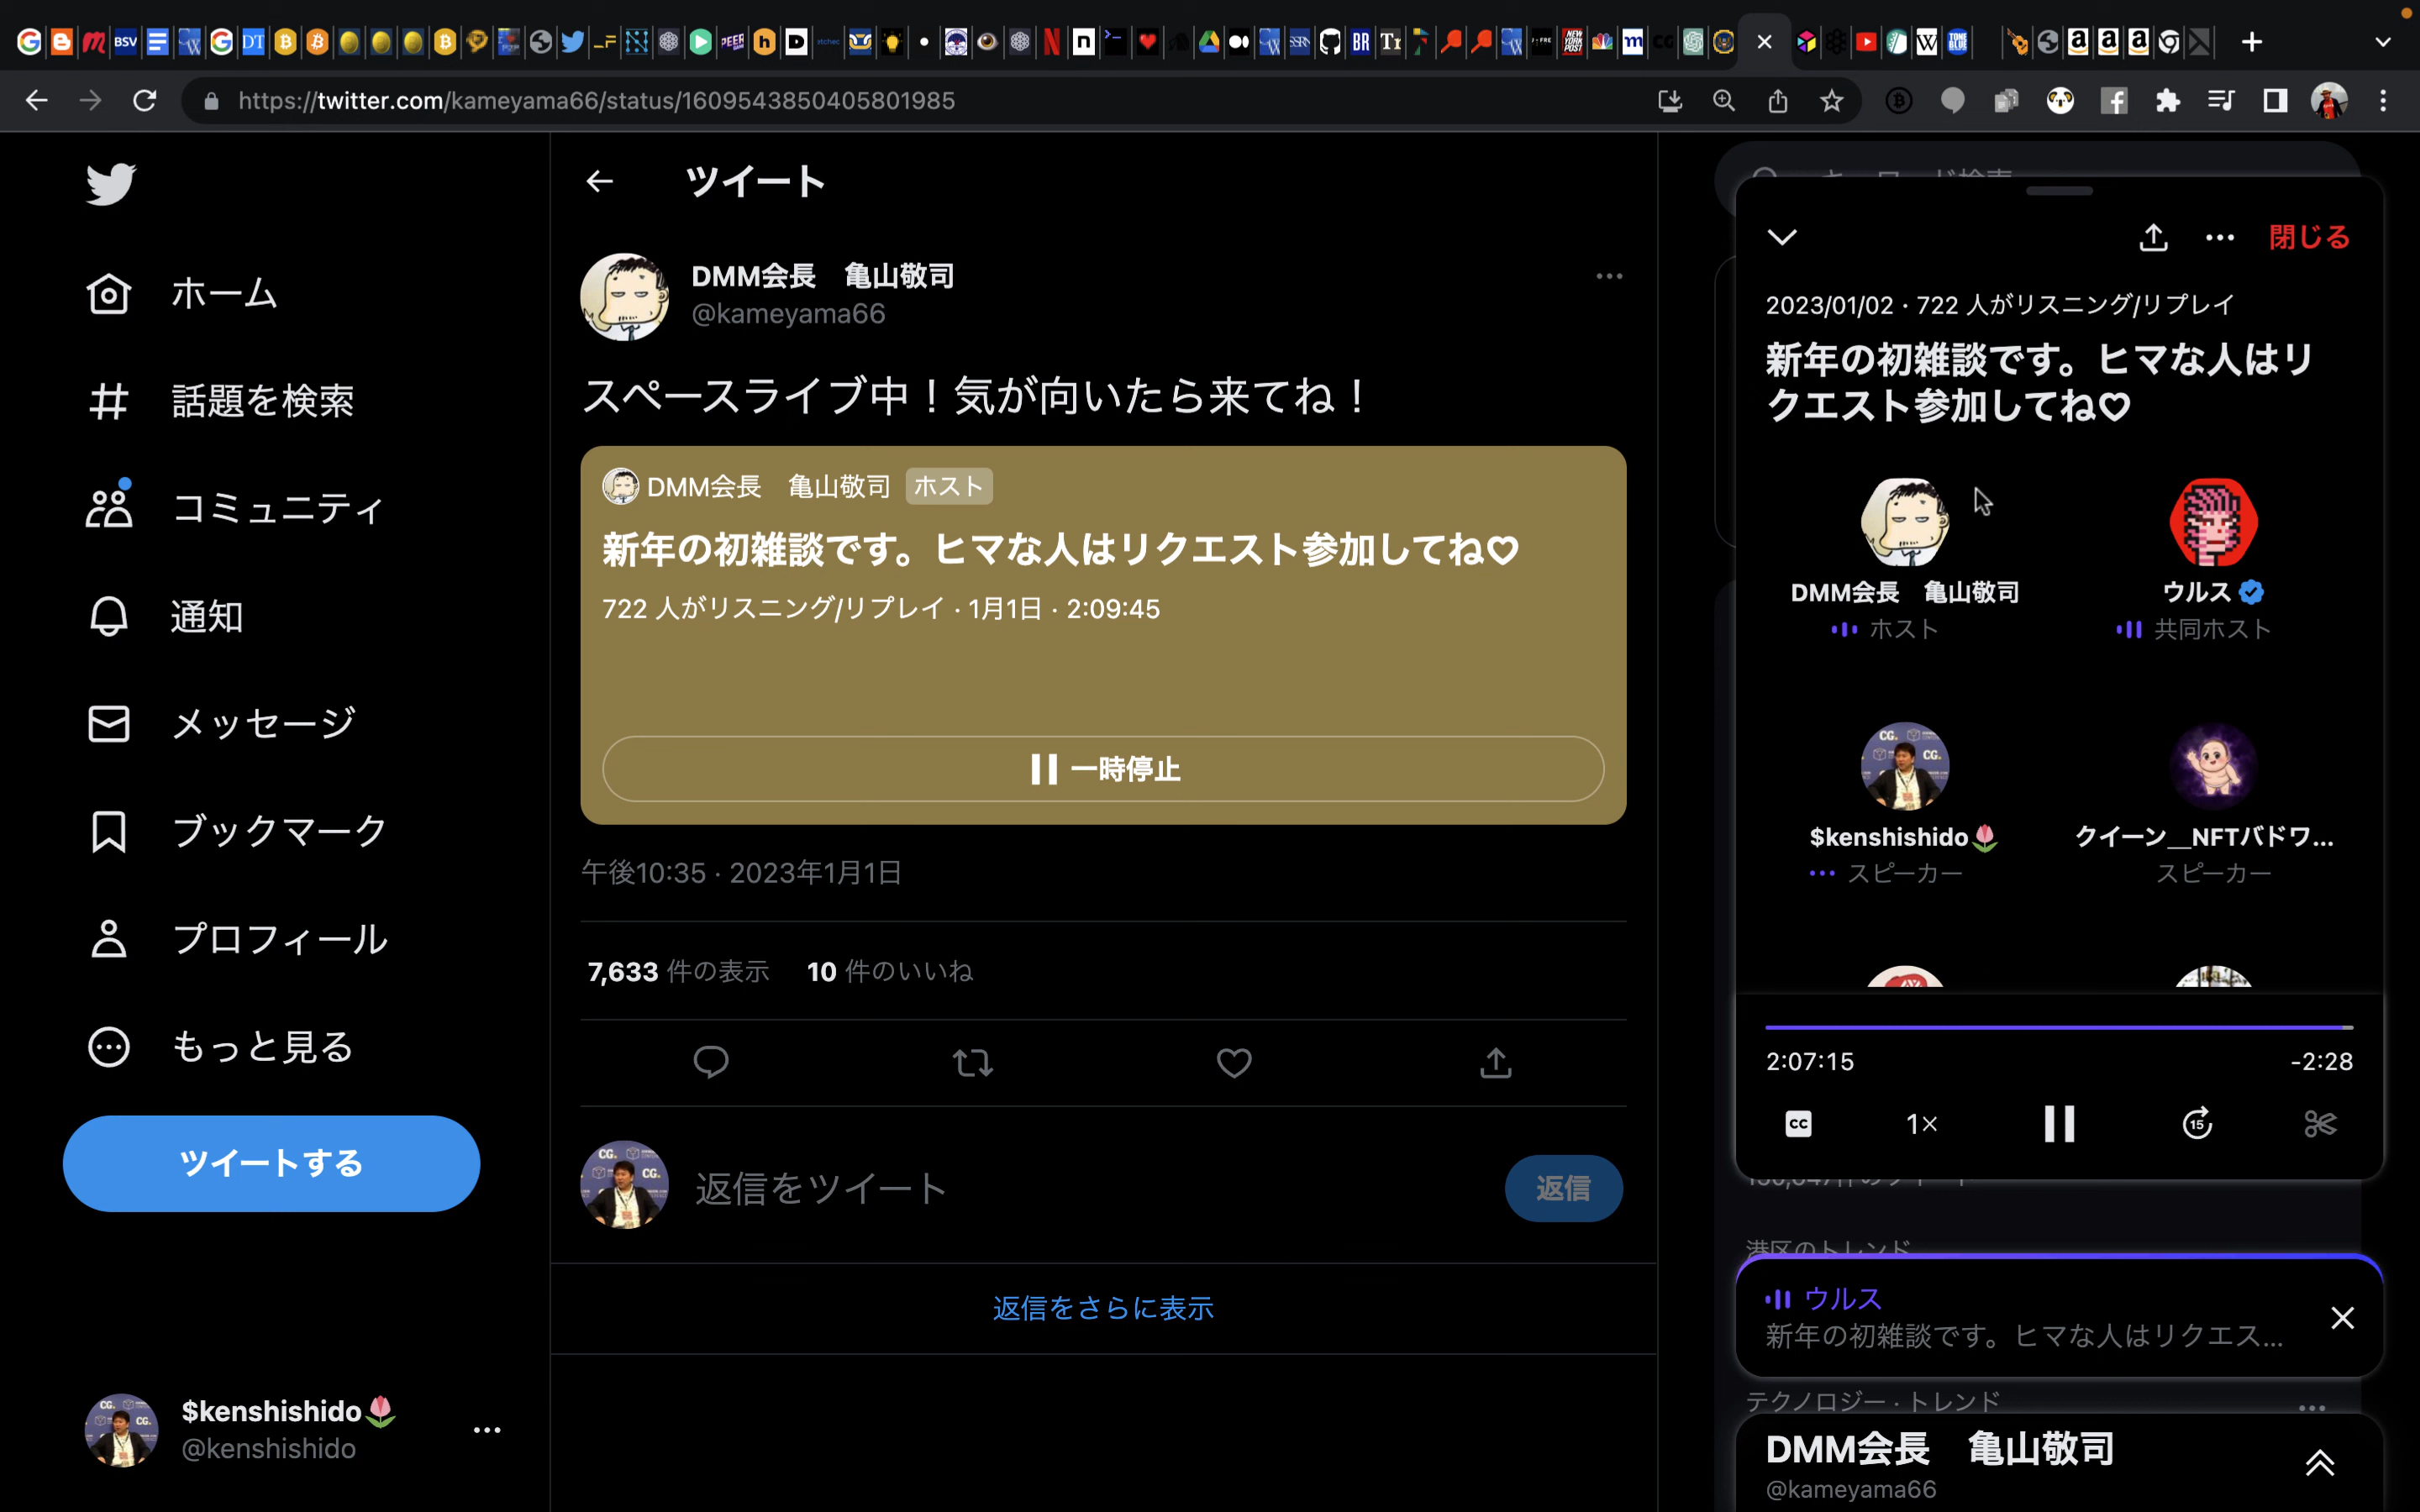 https://twitter.com/kameyama66/status/1609543850405801985
ホーム
話題を検索
コミュニティ
通知
メッセージ
ブックマーク
プロフィール
もっと見る
ツイートする
$kenshishido🌷
@kenshishido
ツイート
DMM会長　亀山敬司
@kameyama66
スペースライブ中！気が向いたら来てね！
DMM会長　亀山敬司 ホスト
新年の初雑談です。ヒマな人はリクエスト参加してね♡
722 人がリスニング/リプレイ · 1月1日 · 2:09:45
一時停止
午後10:35 · 2023年1月1日
7,633 件の表示 10 件のいいね
返信をツイート
返信
返信をさらに表示
閉じる
2023/01/02 · 722 人がリスニング/リプレイ
新年の初雑談です。ヒマな人はリ
クエスト参加してね♡
DMM会長　亀山敬司
ホスト
ウルス
共同ホスト
$kenshishido🌷
スピーカー
クイーン__NFTバドワ...
スピーカー
2:07:15 -2:28
CC 1× 15
港区のトレンド
ウルス
新年の初雑談です。ヒマな人はリクエス...
テクノロジー · トレンド
DMM会長　亀山敬司
@kameyama66